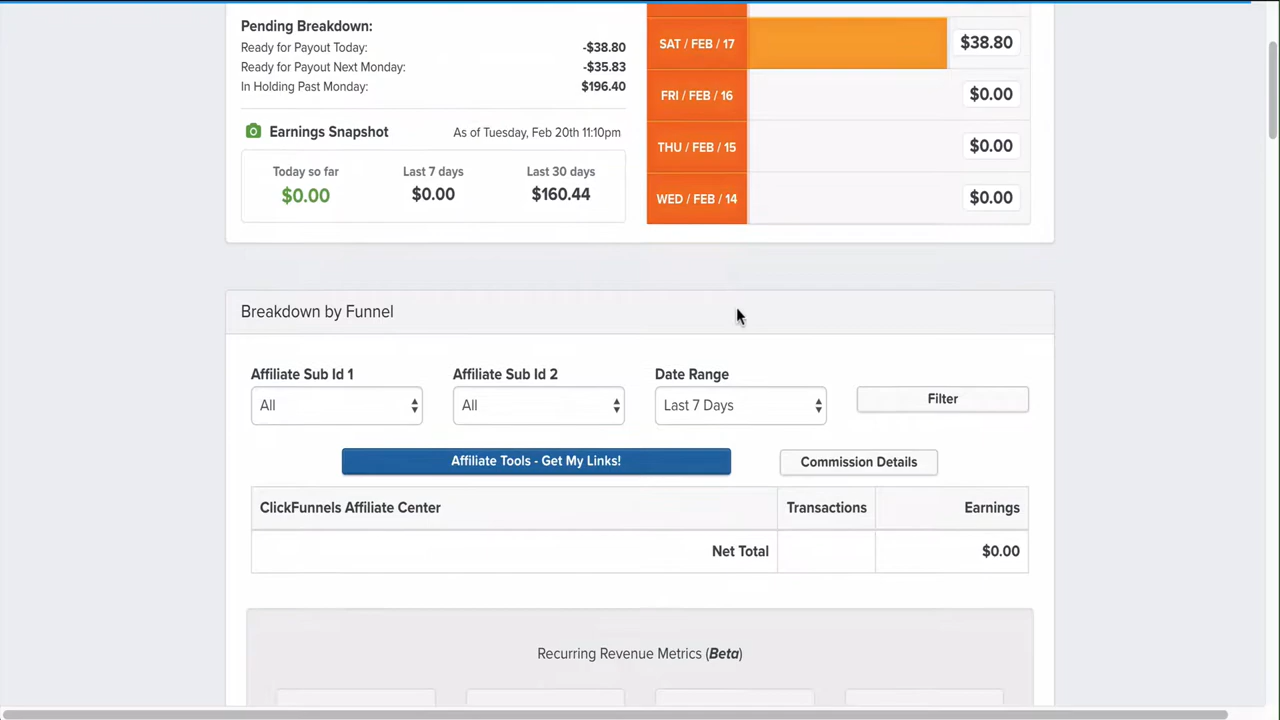 Pending Breakdown:
Ready for Payout Today: -$38.80
Ready for Payout Next Monday: -$35.83
In Holding Past Monday: $196.40
Earnings Snapshot As of Tuesday, Feb 20th 11:10pm
Today so far Last 7 days Last 30 days
$0.00 $0.00 $160.44
SAT / FEB / 17 $38.80
FRI / FEB / 16 $0.00
THU / FEB / 15 $0.00
WED / FEB / 14 $0.00
Breakdown by Funnel
Affiliate Sub Id 1 Affiliate Sub Id 2 Date Range
All All Last 7 Days Filter
Affiliate Tools - Get My Links! Commission Details
ClickFunnels Affiliate Center Transactions Earnings
Net Total $0.00
Recurring Revenue Metrics (Beta)